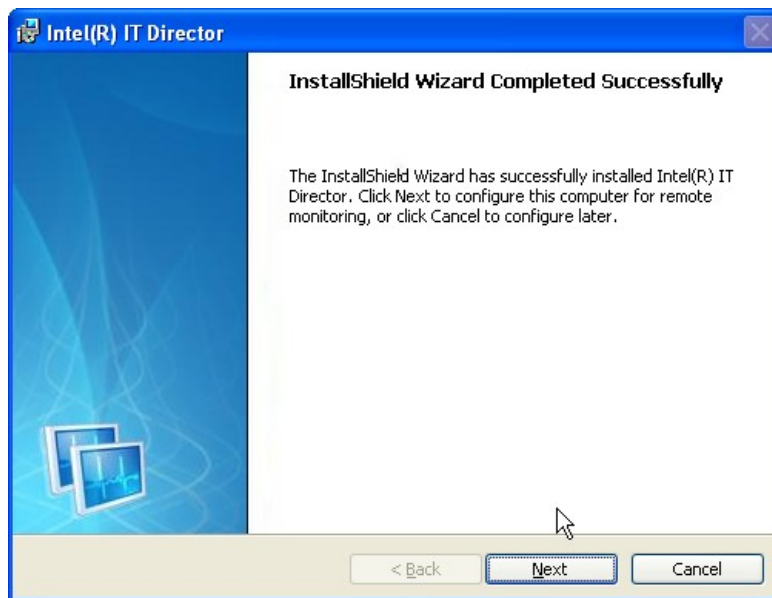 Intel(R) IT Director
InstallShield Wizard Completed Successfully
The InstallShield Wizard has successfully installed Intel(R) IT
Director. Click Next to configure this computer for remote
monitoring, or click Cancel to configure later.
< Back
Next
Cancel